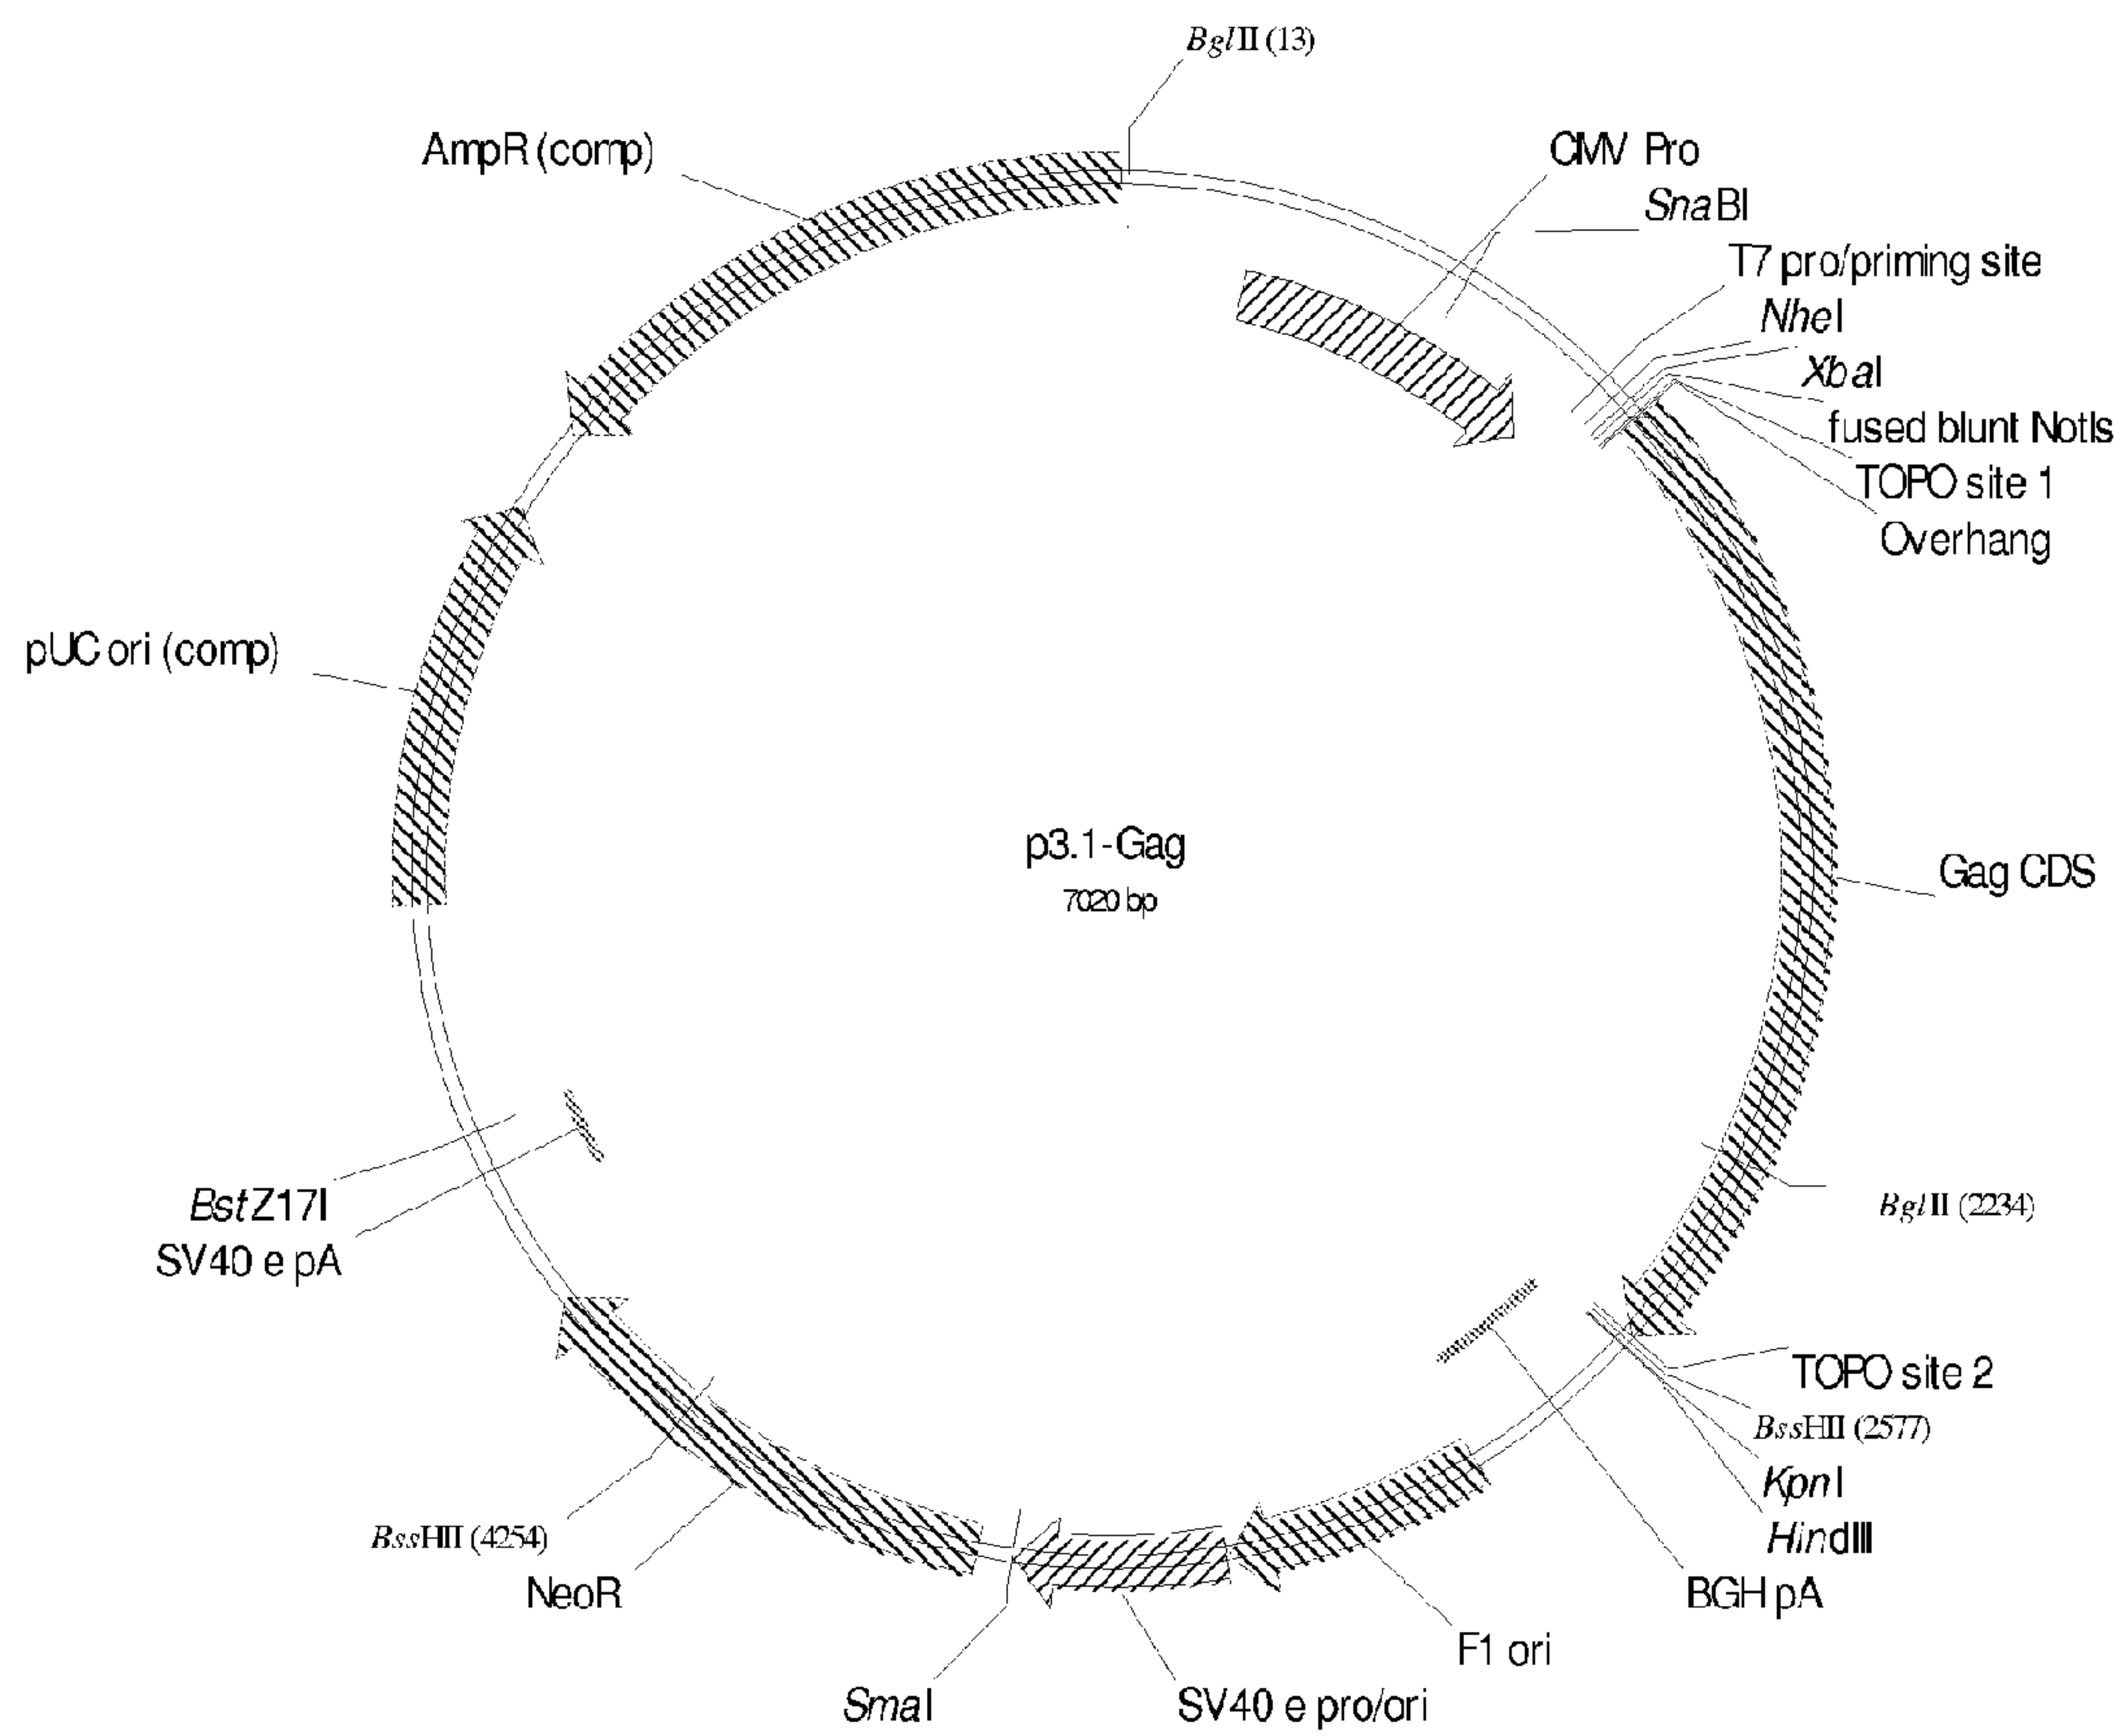 BglII (13)
AmpR (comp)
CMV Pro
SnaBI
T7 pro/priming site
NheI
XbaI
fused blunt NotIs
TOPO site 1
Overhang
pUC ori (comp)
p3.1-Gag
7020 bp
Gag CDS
BstZ17I
SV40 e pA
BglII (2234)
TOPO site 2
BssHII (2577)
KpnI
HindIII
BssHII (4254)
NeoR
BGH pA
F1 ori
SmaI
SV40 e pro/ori